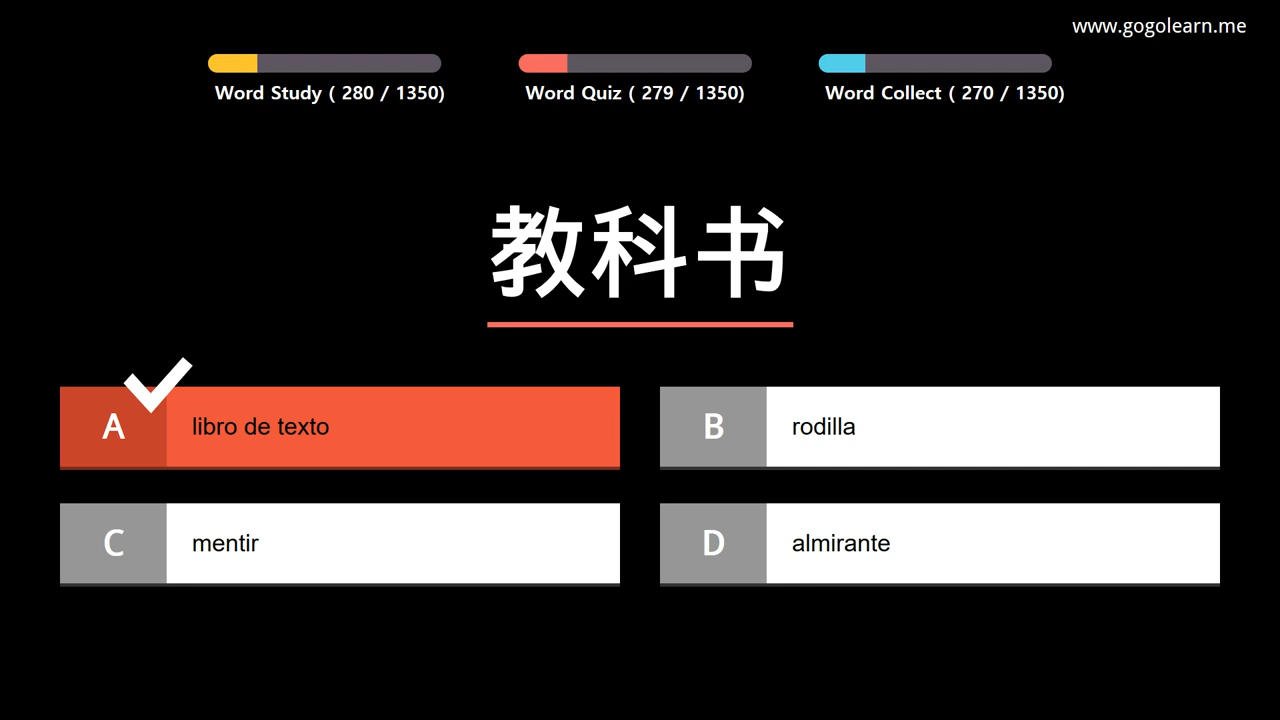 www.gogolearn.me
Word Study ( 280 / 1350)
Word Quiz ( 279 / 1350)
Word Collect ( 270 / 1350)
教科书
A libro de texto
B rodilla
C mentir
D almirante